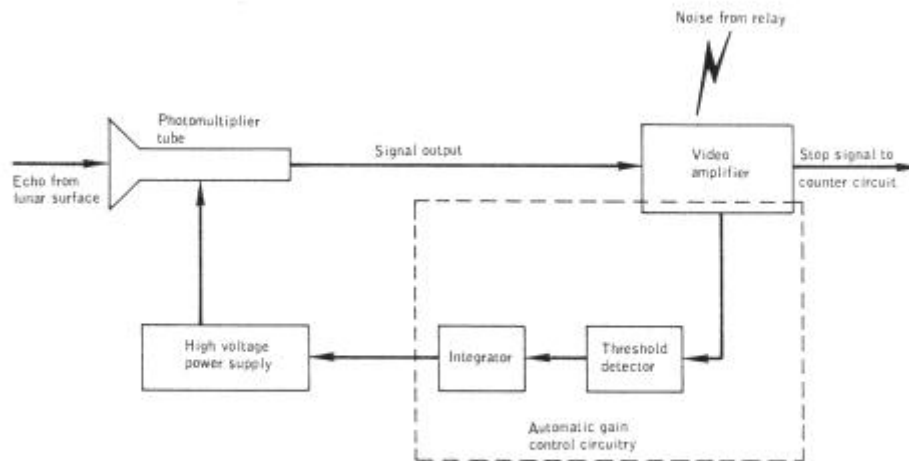 Noise from relay
Photomultiplier
tube
Echo from
lunar surface
Signal output
Video
amplifier
Stop signal to
counter circuit
High voltage
power supply
Integrator
Threshold
detector
Automatic gain
control circuitry